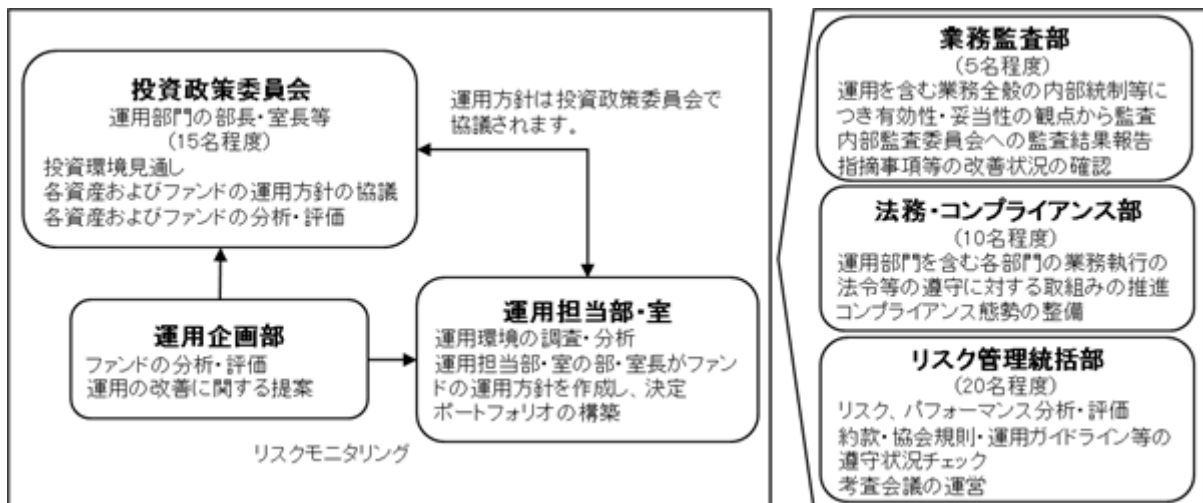 投資政策委員会
運用部門の部長・室長等
(15名程度)
投資環境見通し
各資産およびファンドの運用方針の協議
各資産およびファンドの分析・評価
運用方針は投資政策委員会で
協議されます。
運用企画部
ファンドの分析・評価
運用の改善に関する提案
運用担当部・室
運用環境の調査・分析
運用担当部・室の部・室長がファン
ドの運用方針を作成し、決定
ポートフォリオの構築
リスクモニタリング
業務監査部
(5名程度)
運用を含む業務全般の内部統制等に
つき有効性・妥当性の観点から監査
内部監査委員会への監査結果報告
指摘事項等の改善状況の確認
法務・コンプライアンス部
(10名程度)
運用部門を含む各部門の業務執行の
法令等の遵守に対する取組みの推進
コンプライアンス態勢の整備
リスク管理統括部
(20名程度)
リスク、パフォーマンス分析・評価
約款・協会規則・運用ガイドライン等の
遵守状況チェック
考査会議の運営